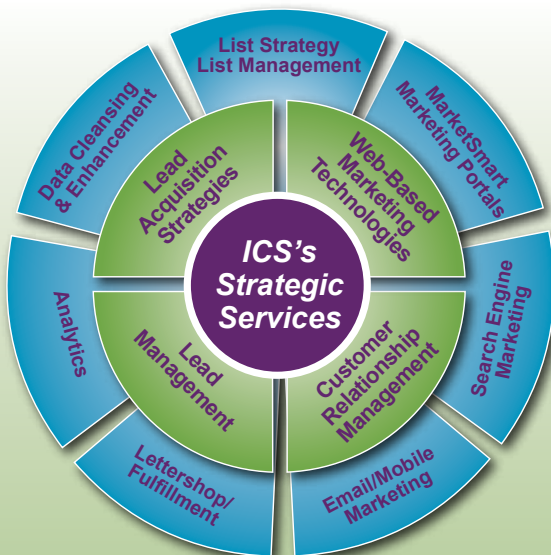 ICS's
Strategic
Services
Lead
Acquisition
Strategies
Web-Based
Marketing
Technologies
Customer
Relationship
Management
Lead
Management
List Strategy
List Management
MarketSmart
Marketing Portals
Search Engine
Marketing
Email/Mobile
Marketing
Lettershop/
Fulfillment
Analytics
Data Cleansing
& Enhancement